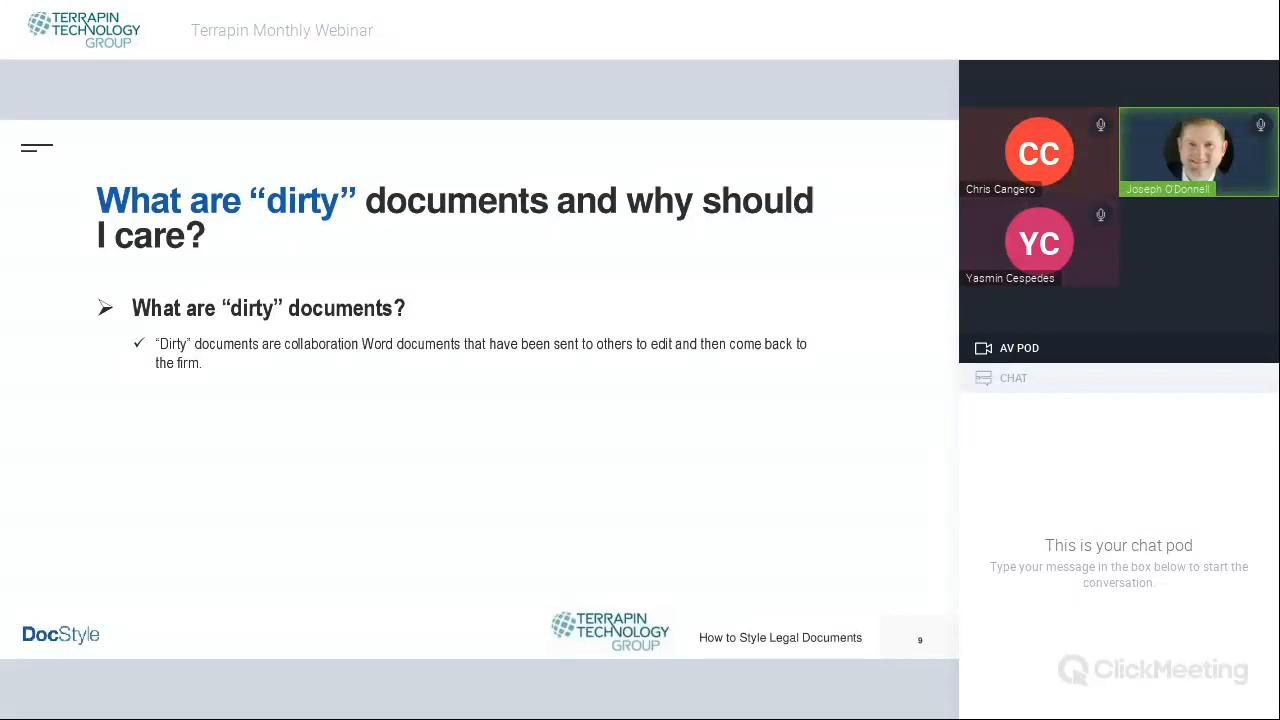 TERRAPIN
TECHNOLOGY
GROUP
Terrapin Monthly Webinar
What are “dirty” documents and why should
I care?
What are “dirty” documents?
“Dirty” documents are collaboration Word documents that have been sent to others to edit and then come back to
the firm.
DocStyle
TERRAPIN
TECHNOLOGY
GROUP
How to Style Legal Documents
9
CC
Chris Cangero
Joseph O'Donnell
YC
Yasmin Cespedes
AV POD
CHAT
This is your chat pod
Type your message in the box below to start the
conversation.
ClickMeeting